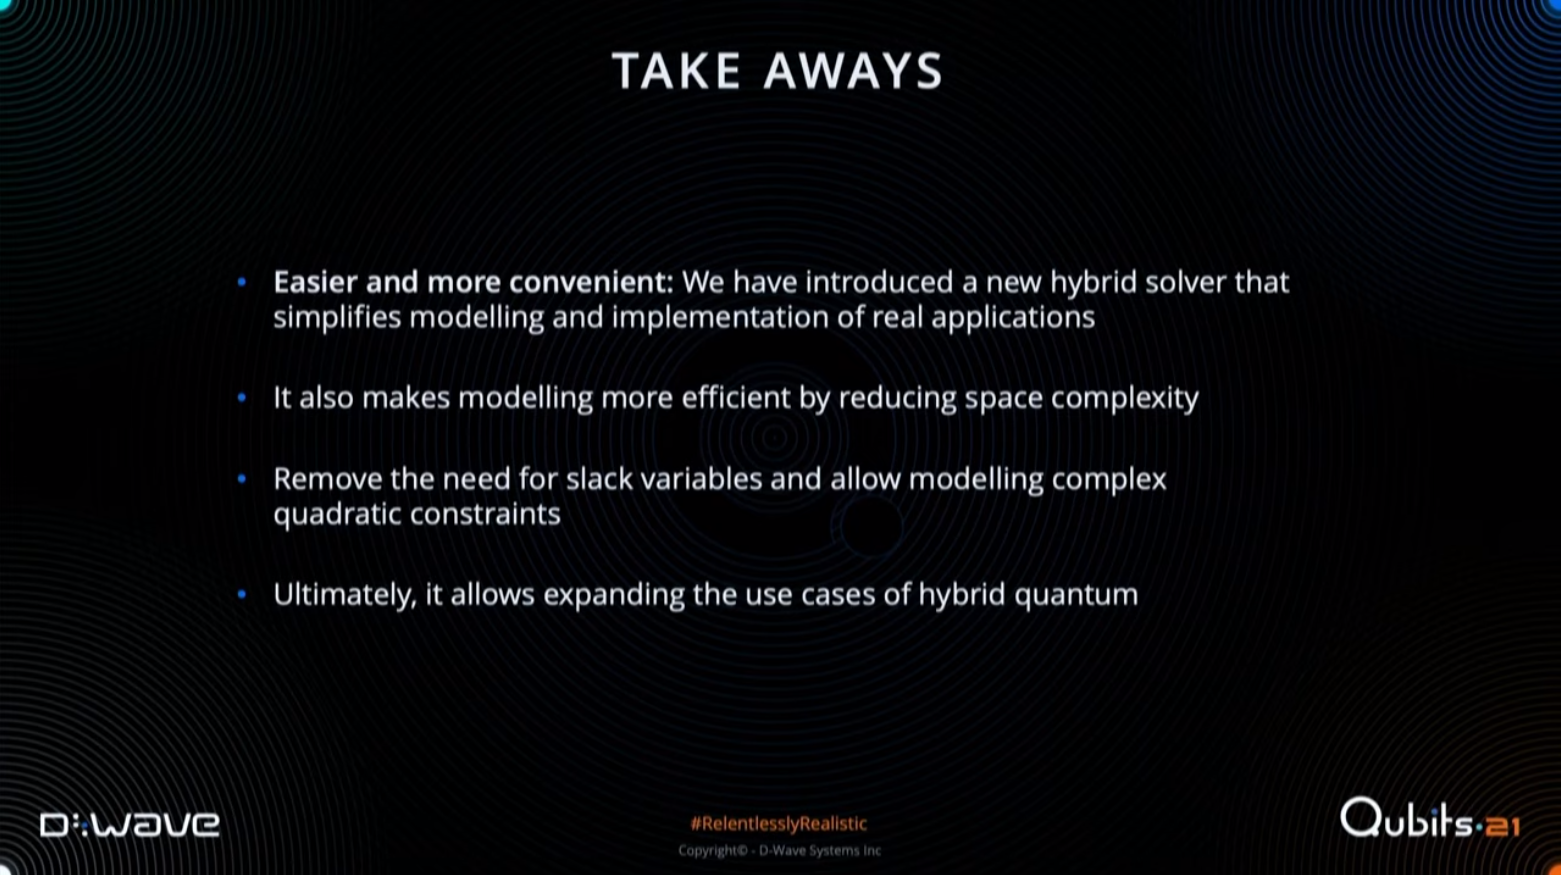 TAKE AWAYS
• Easier and more convenient: We have introduced a new hybrid solver that
simplifies modelling and implementation of real applications
• It also makes modelling more efficient by reducing space complexity
• Remove the need for slack variables and allow modelling complex
quadratic constraints
• Ultimately, it allows expanding the use cases of hybrid quantum
D:wave
#RelentlesslyRealistic
Copyright© - D-Wave Systems Inc
Qubits·21